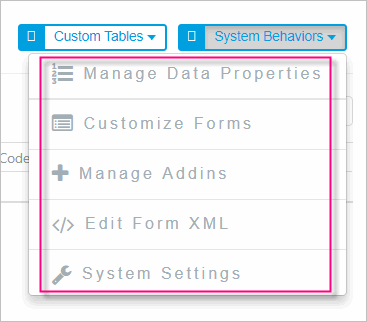 Custom Tables System Behaviors
Manage Data Properties
Customize Forms
Code
Manage Addins
Edit Form XML
System Settings